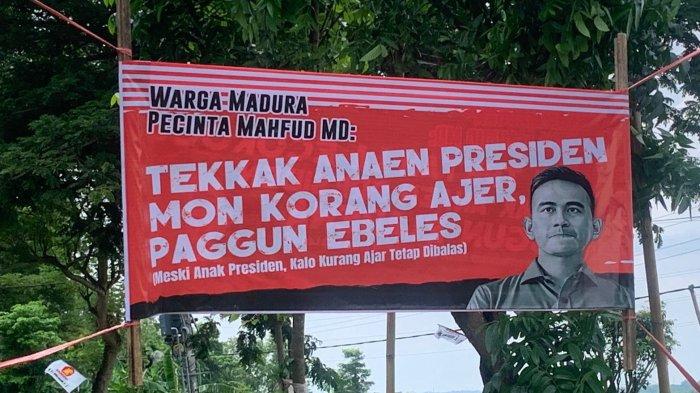 WARGA MADURA
PECINTA MAHFUD MD:
TEKKAK ANAEN PRESIDEN
MON KORANG AJER,
PAGGUN EBELES
(Meski Anak Presiden, Kalo Kurang Ajar Tetap Dibalas)